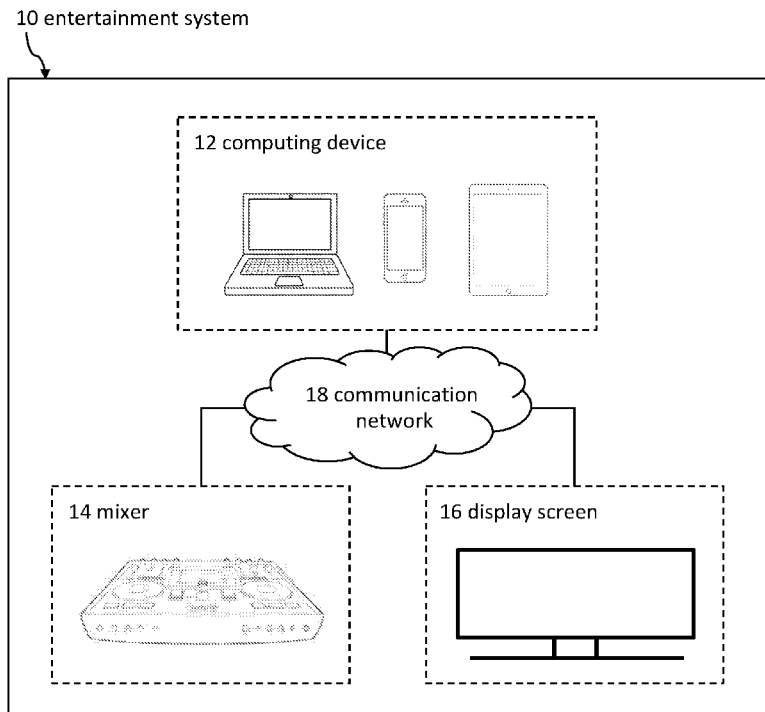 10 entertainment system
12 computing device
18 communication
network
14 mixer
16 display screen